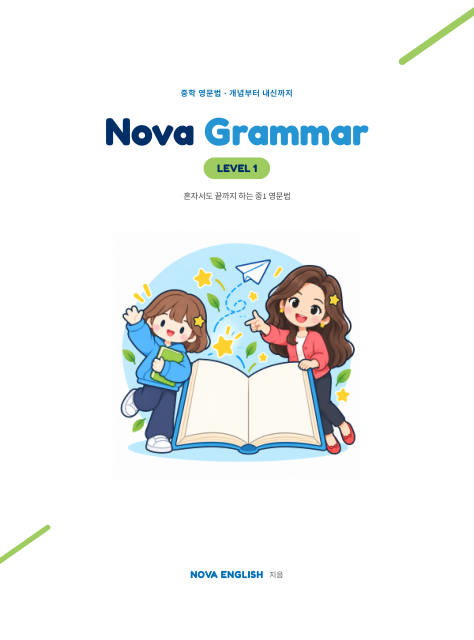 중학 영문법 · 개념부터 내신까지
Nova Grammar
LEVEL 1
혼자서도 끝까지 하는 중1 영문법
NOVA ENGLISH 지음